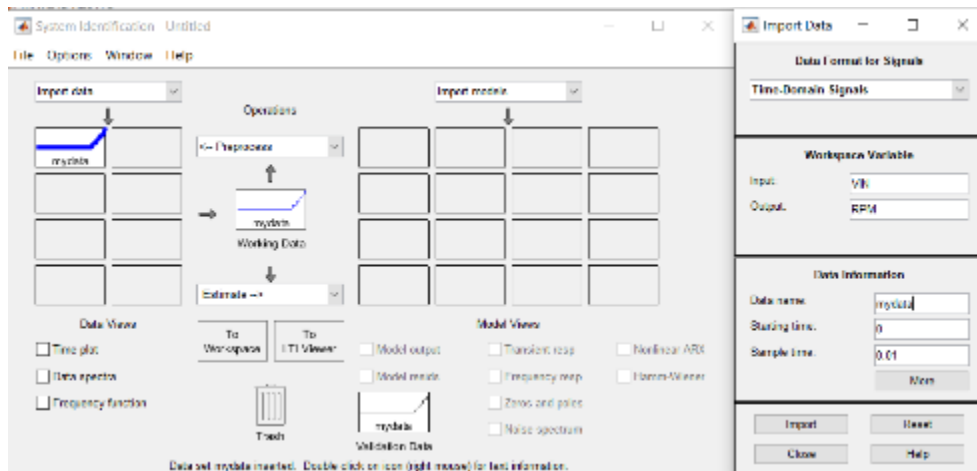 System Identification - Untitled
File Options Window Help
Import data
Operations
Import models
mydata
<-- Preprocess
mydata
Working Data
Estimate -->
Data Views
To Workspace
To LTI Viewer
Model Views
Time plot
Data spectra
Frequency function
Trash
Model output
Transient resp
Nonlinear ARX
Model resids
Frequency resp
Hamm-Wiener
Zeros and poles
Noise spectrum
mydata
Validation Data
Data set mydata inserted. Double click on icon (right mouse) for text information.
Import Data
Data Format for Signals
Time-Domain Signals
Workspace Variable
Input: VIN
Output: RPM
Data Information
Data name: mydata
Starting time: 0
Sample time: 0.01
More
Import Reset
Close Help